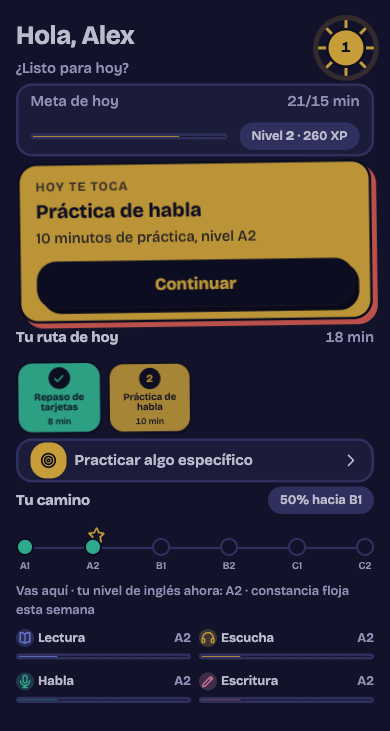 Hola, Alex
1
¿Listo para hoy?
Meta de hoy
21/15 min
Nivel 2 · 260 XP
HOY TE TOCA
Práctica de habla
10 minutos de práctica, nivel A2
Continuar
Tu ruta de hoy
18 min
Repaso de
tarjetas
8 min
2
Práctica de
habla
10 min
Practicar algo específico
Tu camino
50% hacia B1
A1
A2
B1
B2
C1
C2
Vas aquí · tu nivel de inglés ahora: A2 · constancia floja
esta semana
Lectura
A2
Escucha
A2
Habla
A2
Escritura
A2